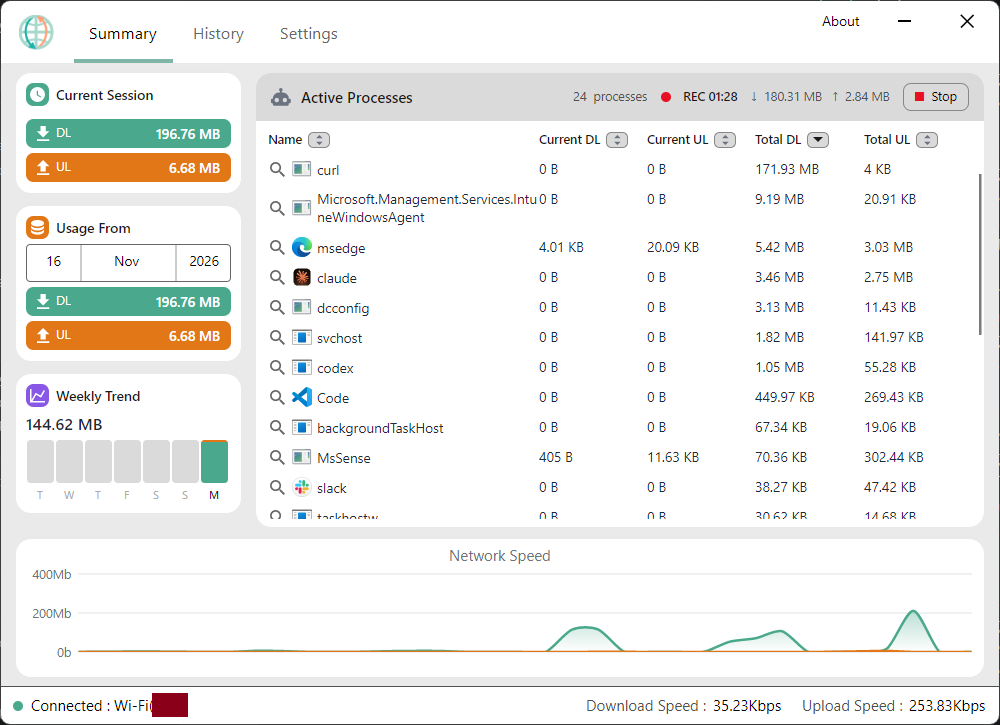 About
Summary History Settings
Current Session
DL 196.76 MB
UL 6.68 MB
Usage From
16 Nov 2026
DL 196.76 MB
UL 6.68 MB
Weekly Trend
144.62 MB
T W T F S S M
Active Processes 24 processes REC 01:28 ↓ 180.31 MB ↑ 2.84 MB Stop
Name Current DL Current UL Total DL Total UL
curl 0 B 0 B 171.93 MB 4 KB
Microsoft.Management.Services.Intu 0 B 0 B 9.19 MB 20.91 KB
neWindowsAgent
msedge 4.01 KB 20.09 KB 5.42 MB 3.03 MB
claude 0 B 0 B 3.46 MB 2.75 MB
dcconfig 0 B 0 B 3.13 MB 11.43 KB
svchost 0 B 0 B 1.82 MB 141.97 KB
codex 0 B 0 B 1.05 MB 55.28 KB
Code 0 B 0 B 449.97 KB 269.43 KB
backgroundTaskHost 0 B 0 B 67.34 KB 19.06 KB
MsSense 405 B 11.63 KB 70.36 KB 302.44 KB
slack 0 B 0 B 38.27 KB 47.42 KB
taskhostw 0 B 0 B 30.62 KB 14.68 KB
Network Speed
400Mb
200Mb
0b
Connected : Wi-Fi( Download Speed : 35.23Kbps Upload Speed : 253.83Kbps